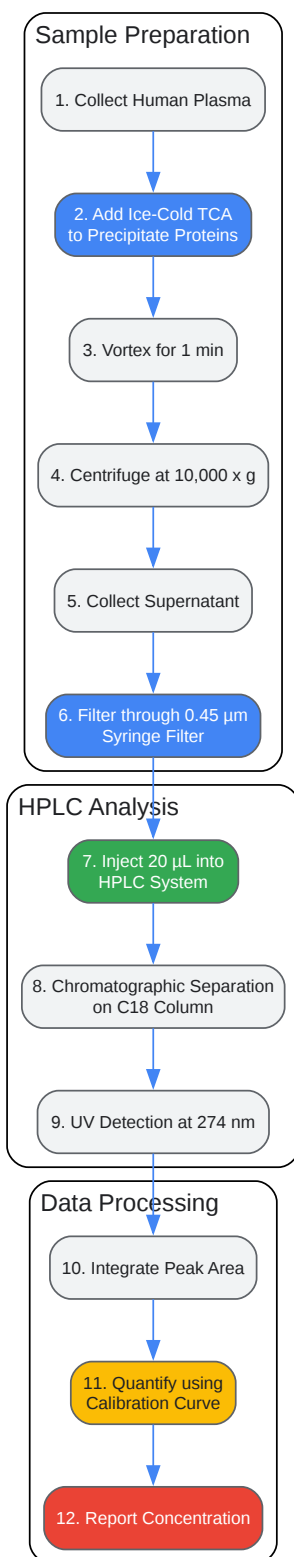 Sample Preparation
1. Collect Human Plasma
2. Add Ice-Cold TCA
to Precipitate Proteins
3. Vortex for 1 min
4. Centrifuge at 10,000 x g
5. Collect Supernatant
6. Filter through 0.45 µm
Syringe Filter
HPLC Analysis
7. Inject 20 µL into
HPLC System
8. Chromatographic Separation
on C18 Column
9. UV Detection at 274 nm
Data Processing
10. Integrate Peak Area
11. Quantify using
Calibration Curve
12. Report Concentration